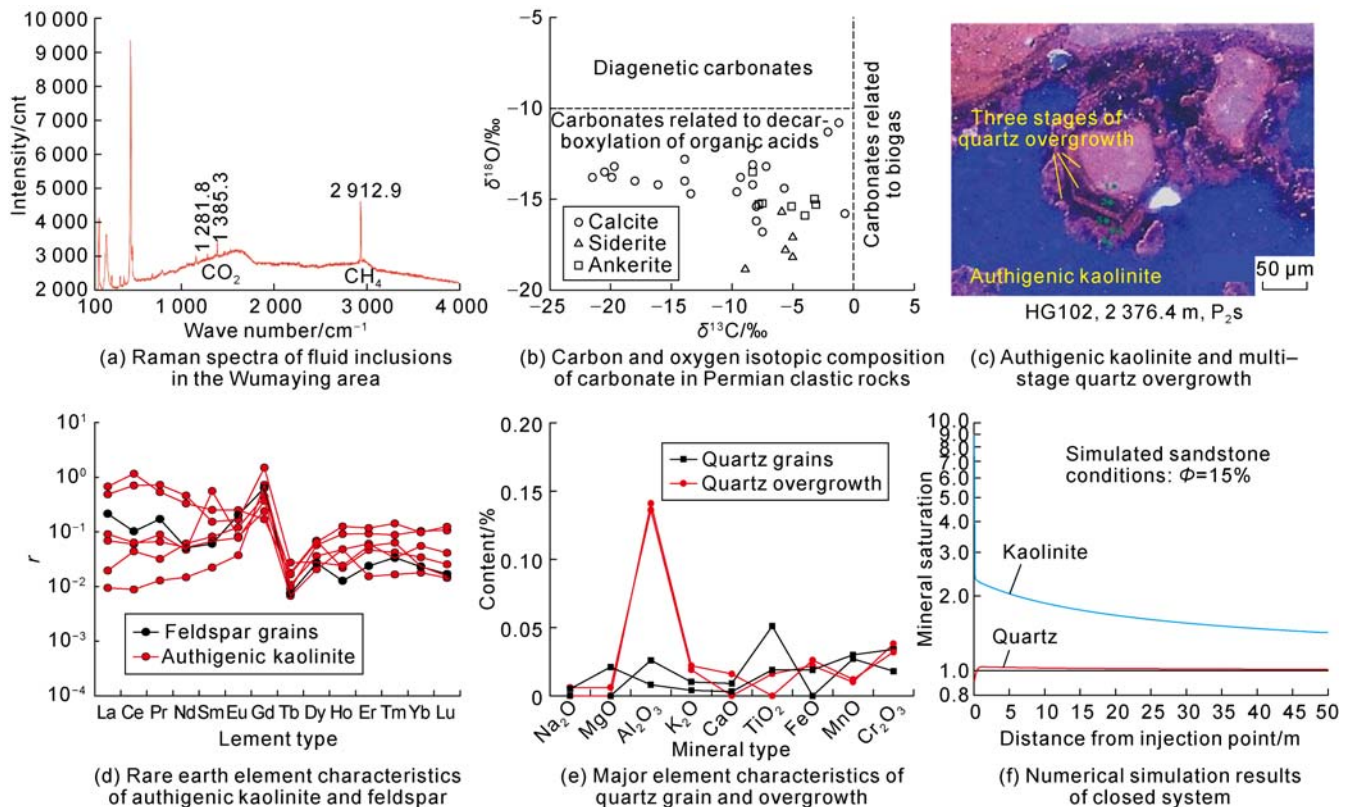 10 000
9 000
8 000
7 000
6 000
5 000
4 000
3 000
2 000
Intensity/cnt
1 281.8
1 385.3
2 912.9
CO₂
CH₄
100
1 000
2 000
3 000
4 000
Wave number/cm⁻¹
(a) Raman spectra of fluid inclusions
in the Wumaying area
−5
−10
−15
−20
δ¹⁸O/‰
Diagenetic carbonates
Carbonates related to decar-
boxylation of organic acids
Carbonates related
to biogas
Calcite
Siderite
Ankerite
−25
−20
−15
−10
−5
0
5
δ¹³C/‰
(b) Carbon and oxygen isotopic composition
of carbonate in Permian clastic rocks
Three stages of
quartz overgrowth
Authigenic kaolinite
50 μm
HG102, 2 376.4 m, P₂s
(c) Authigenic kaolinite and multi–
stage quartz overgrowth
10¹
10⁰
10⁻¹
10⁻²
10⁻³
10⁻⁴
r
Feldspar grains
Authigenic kaolinite
La Ce Pr Nd Sm Eu Gd Tb Dy Ho Er Tm Yb Lu
Lement type
(d) Rare earth element characteristics
of authigenic kaolinite and feldspar
0.20
0.15
0.10
0.05
0
Content/%
Quartz grains
Quartz overgrowth
Na₂O
MgO
Al₂O₃
K₂O
CaO
TiO₂
FeO
MnO
Cr₂O₃
Mineral type
(e) Major element characteristics of
quartz grain and overgrowth
10.0
9.0
8.0
7.0
6.0
5.0
4.0
3.0
2.0
1.0
0.8
Mineral saturation
Simulated sandstone
conditions: Φ=15%
Kaolinite
Quartz
0 5 10 15 20 25 30 35 40 45 50
Distance from injection point/m
(f) Numerical simulation results
of closed system